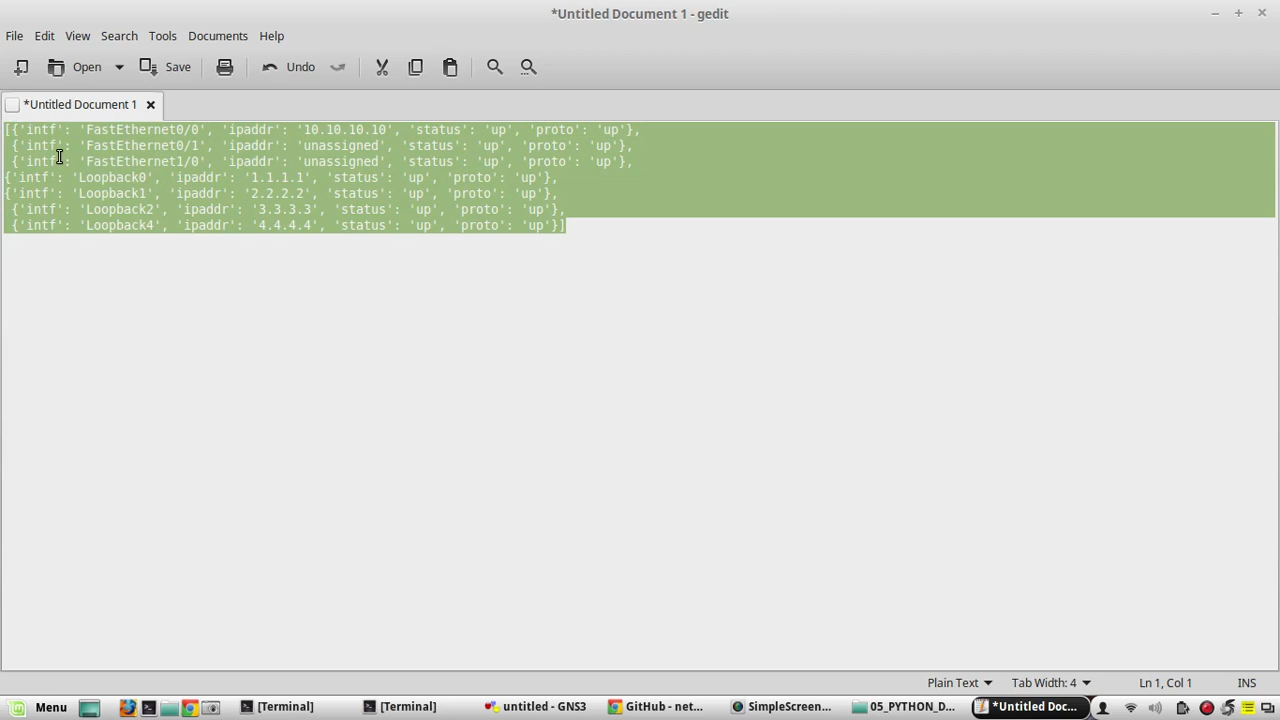 *Untitled Document 1 - gedit
File Edit View Search Tools Documents Help
Open Save Undo
*Untitled Document 1
[{'intf': 'FastEthernet0/0', 'ipaddr': '10.10.10.10', 'status': 'up', 'proto': 'up'},
{'intf': 'FastEthernet0/1', 'ipaddr': 'unassigned', 'status': 'up', 'proto': 'up'},
{'intf': 'FastEthernet1/0', 'ipaddr': 'unassigned', 'status': 'up', 'proto': 'up'},
{'intf': 'Loopback0', 'ipaddr': '1.1.1.1', 'status': 'up', 'proto': 'up'},
{'intf': 'Loopback1', 'ipaddr': '2.2.2.2', 'status': 'up', 'proto': 'up'},
{'intf': 'Loopback2', 'ipaddr': '3.3.3.3', 'status': 'up', 'proto': 'up'},
{'intf': 'Loopback4', 'ipaddr': '4.4.4.4', 'status': 'up', 'proto': 'up'}]
Plain Text Tab Width: 4 Ln 1, Col 1 INS
Menu [Terminal] [Terminal] untitled - GNS3 GitHub - net... SimpleScreen... 05_PYTHON_D... *Untitled Doc...